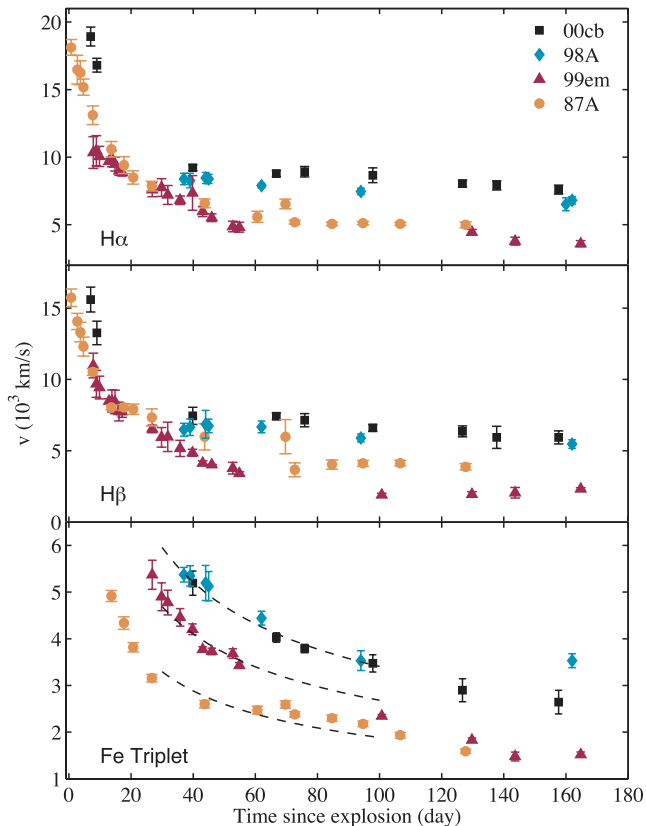 20
15
10
5
00cb
98A
99em
87A
Hα
15
10
5
0
v (10³ km/s)
Hβ
6
5
4
3
2
1
Fe Triplet
0 20 40 60 80 100 120 140 160 180
Time since explosion (day)